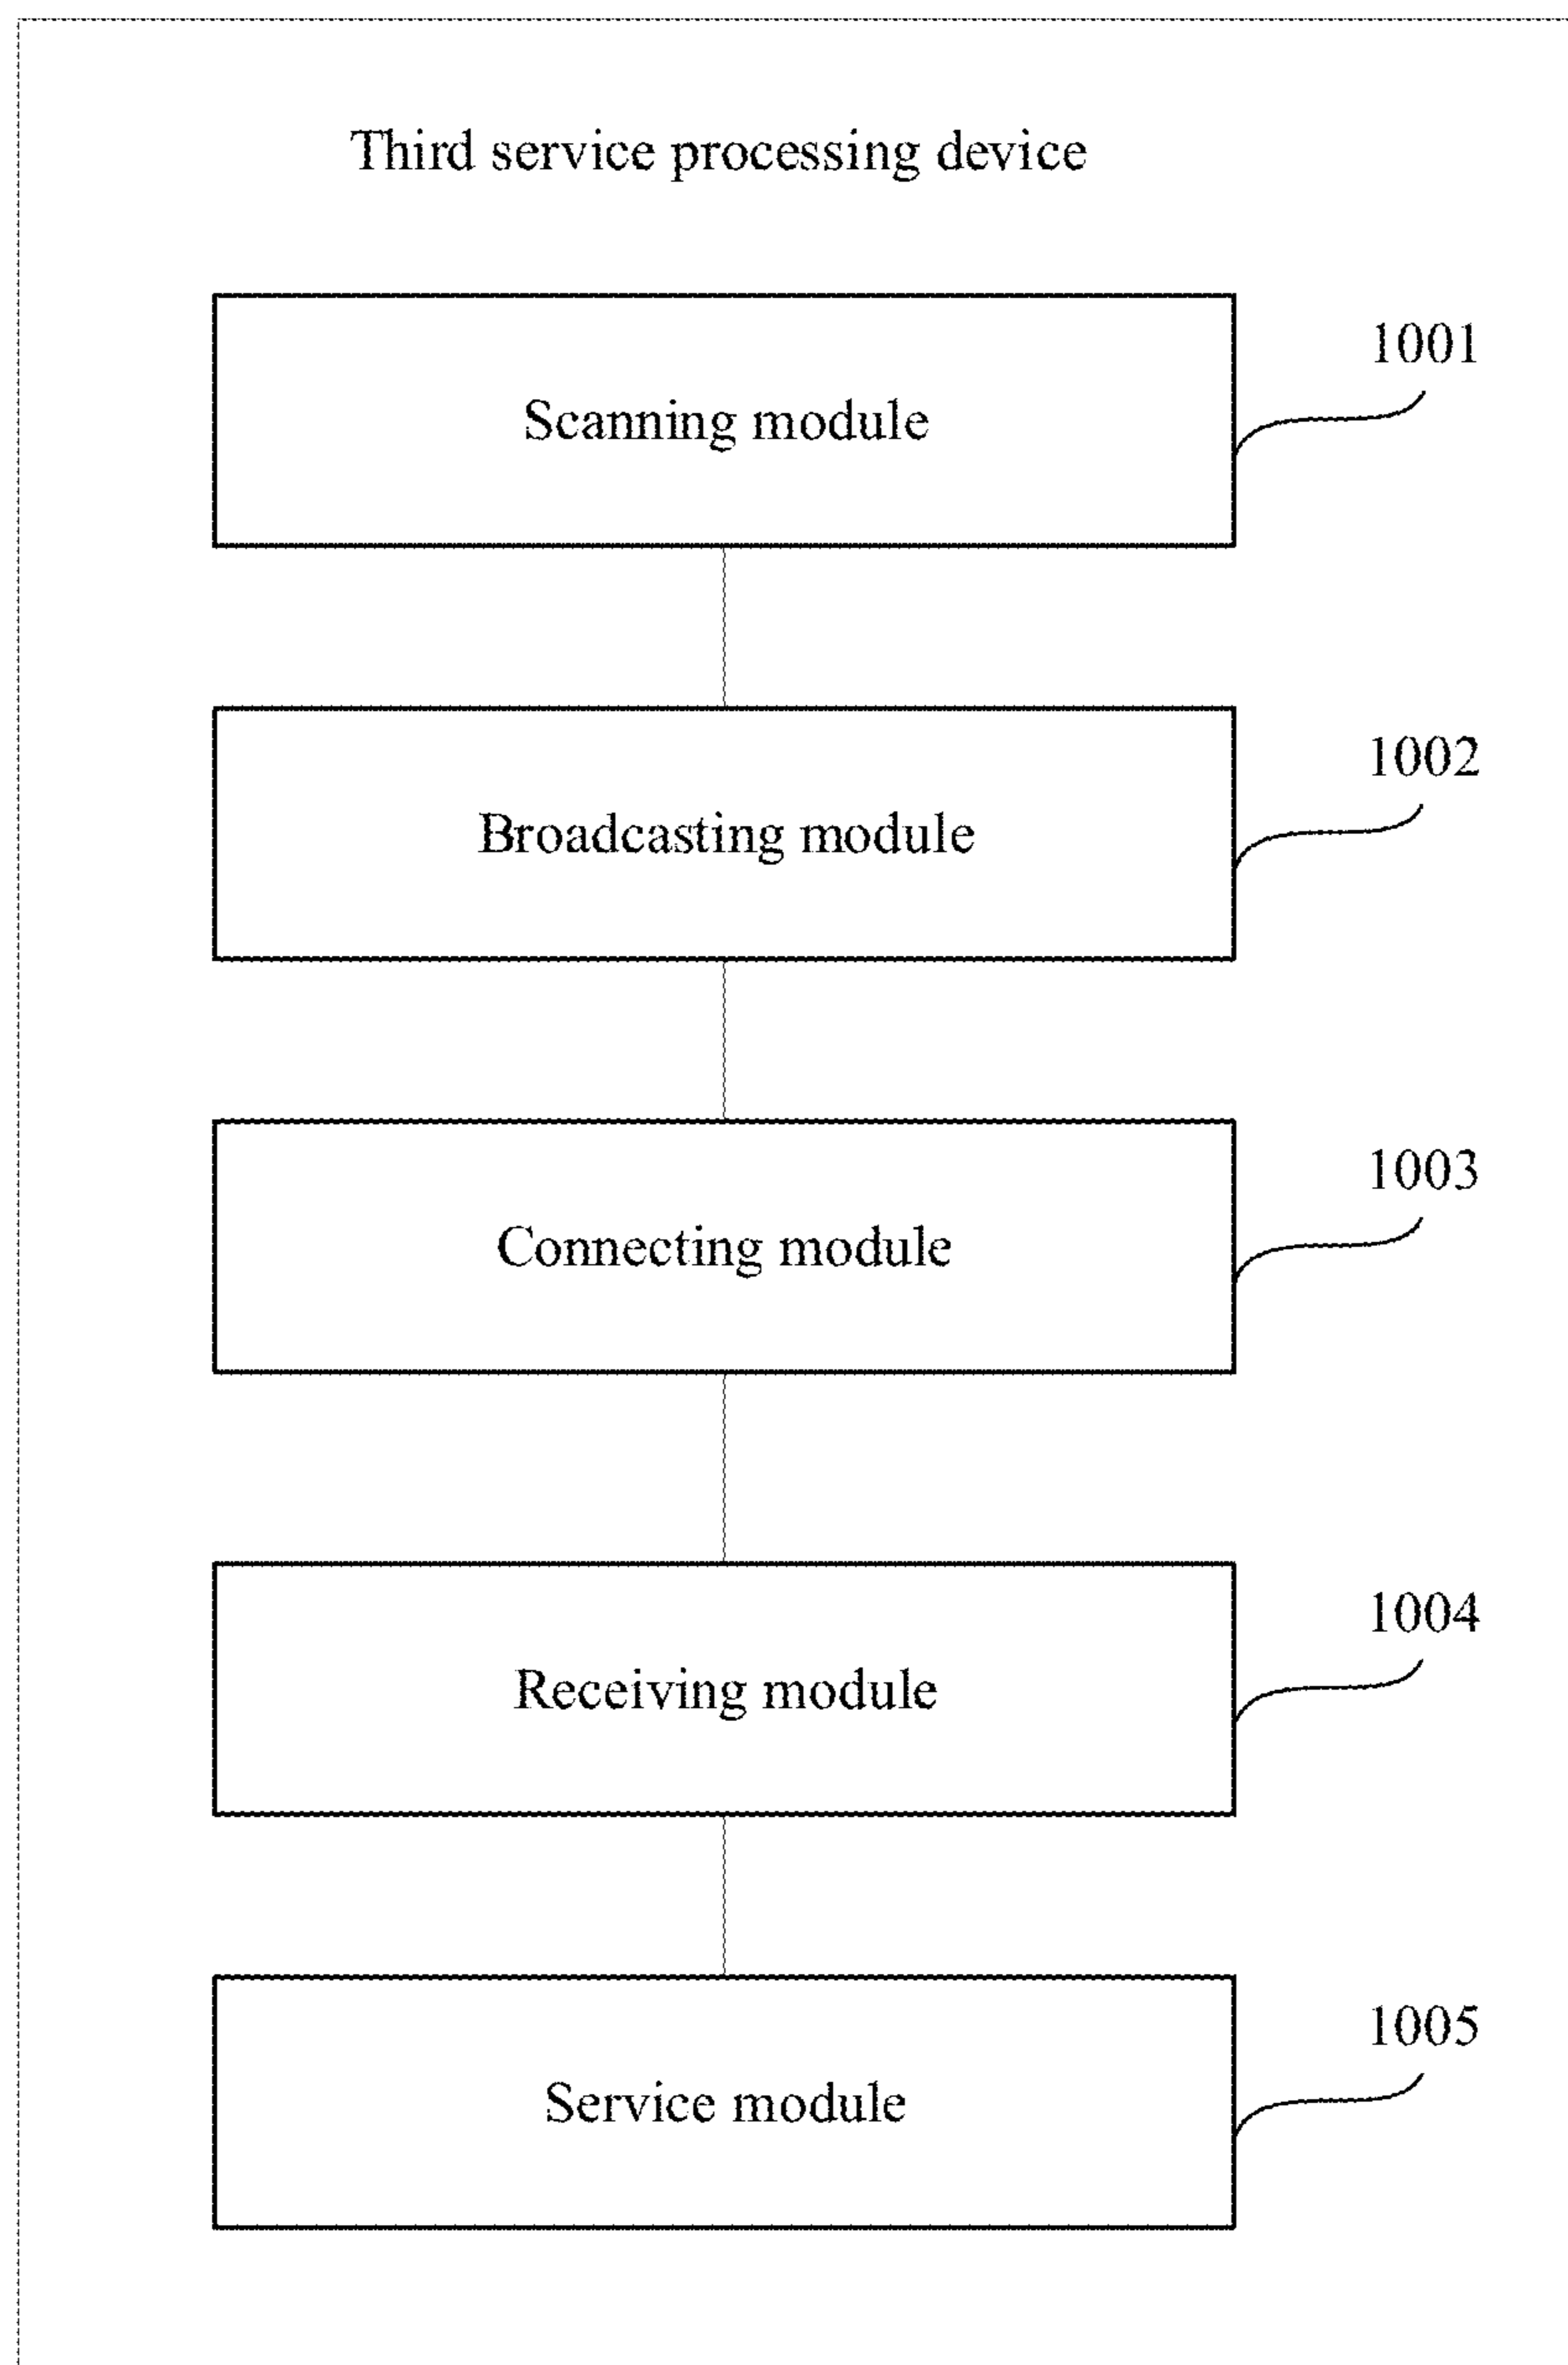 Third service processing device
1001
Scanning module
1002
Broadcasting module
1003
Connecting module
1004
Receiving module
1005
Service module